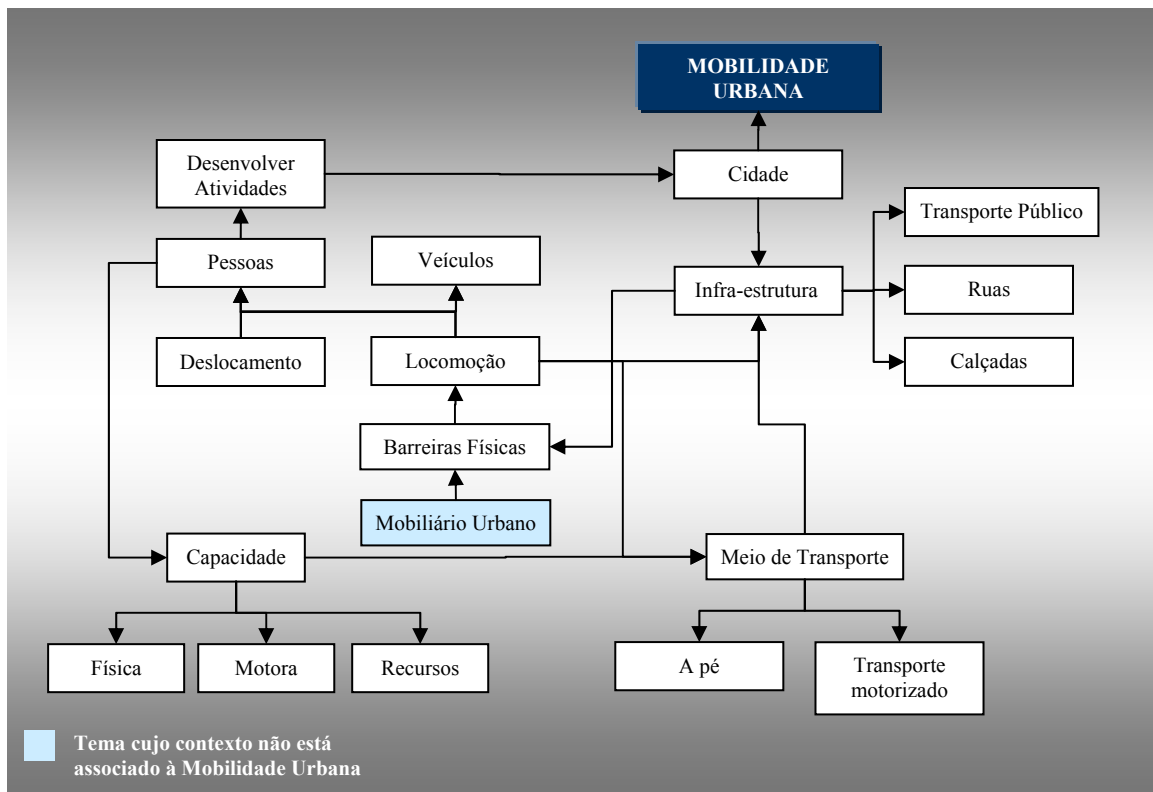 MOBILIDADE
URBANA
Desenvolver
Atividades
Cidade
Transporte Público
Pessoas
Veículos
Infra-estrutura
Ruas
Deslocamento
Locomoção
Calçadas
Barreiras Físicas
Mobiliário Urbano
Capacidade
Meio de Transporte
Física
Motora
Recursos
A pé
Transporte
motorizado
Tema cujo contexto não está
associado à Mobilidade Urbana